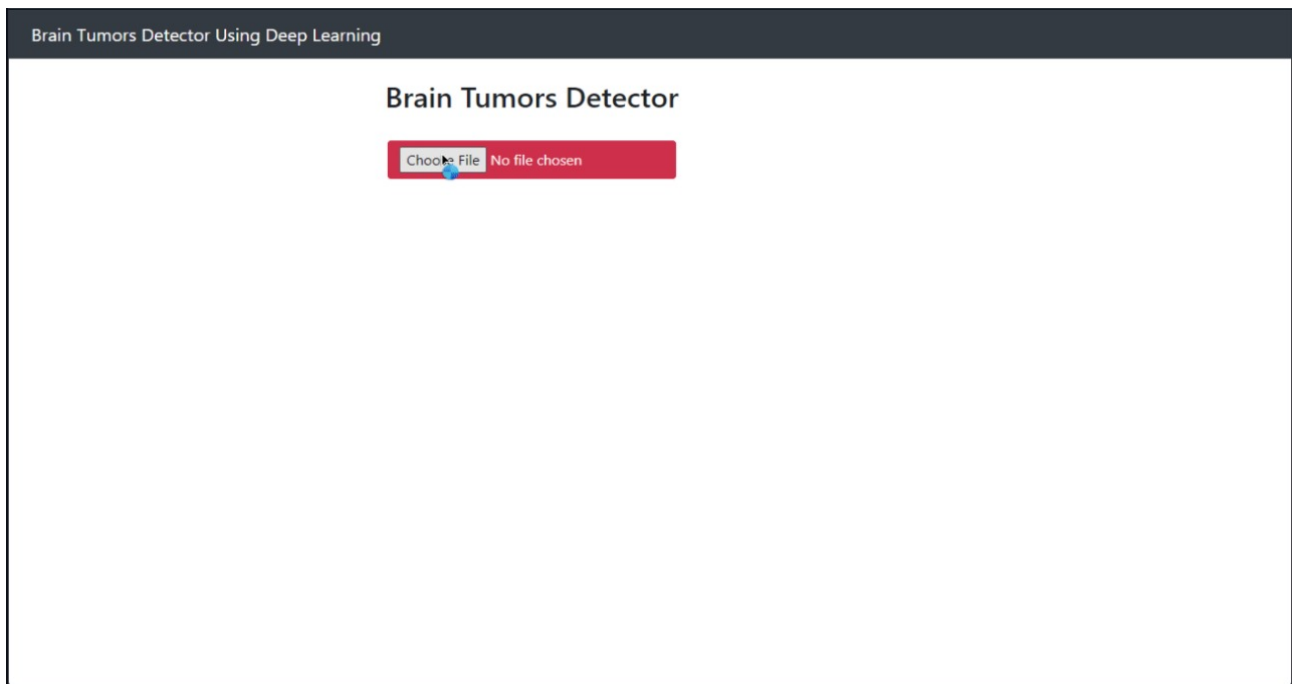 Brain Tumors Detector Using Deep Learning
Brain Tumors Detector
Choose File No file chosen